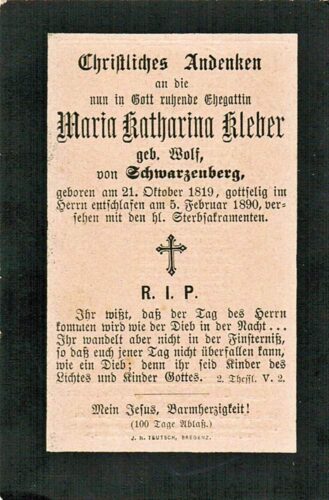 Christliches Andenken
an die
nun in Gott ruhende Ehegattin
Maria Katharina Kleber
geb. Wolf,
von Schwarzenberg,
geboren am 21. Oktober 1819, gottselig im
Herrn entschlafen am 5. Februar 1890, ver-
sehen mit den hl. Sterbsakramenten.
R. I. P.
Ihr wißt, daß der Tag des Herrn
kommen wird wie der Dieb in der Nacht...
Ihr wandelt aber nicht in der Finsterniß,
so daß euch jener Tag nicht überfallen kann,
wie ein Dieb; denn ihr seid Kinder des
Lichtes und Kinder Gottes. 2. Thessl. V. 2.
Mein Jesus, Barmherzigkeit!
(100 Tage Ablaß.)
J. N. TEUTSCH, BREGENZ.